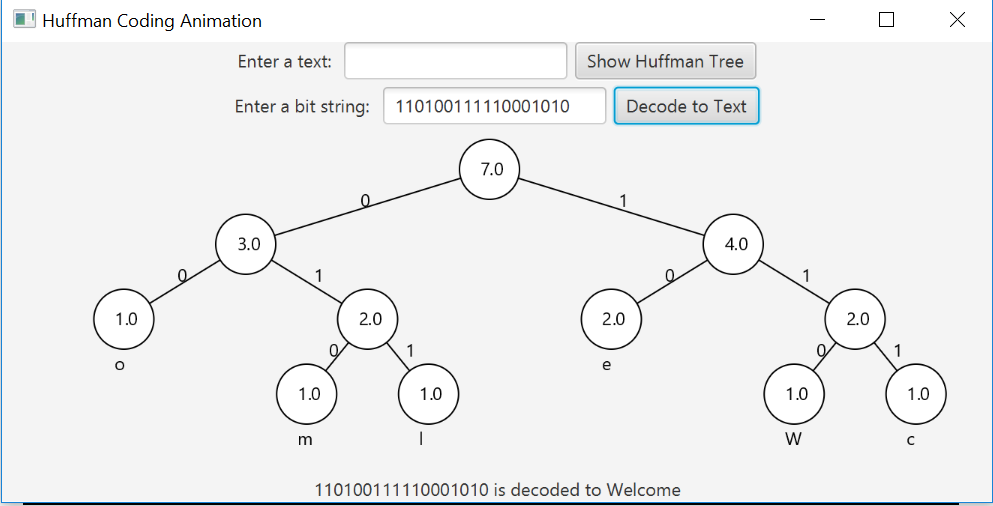 Huffman Coding Animation
Enter a text: Show Huffman Tree
Enter a bit string: 110100111110001010 Decode to Text
7.0
0 1
3.0 4.0
0 1 0 1
1.0 2.0 2.0 2.0
o 0 1 e 0 1
1.0 1.0 1.0 1.0
m l W c
110100111110001010 is decoded to Welcome